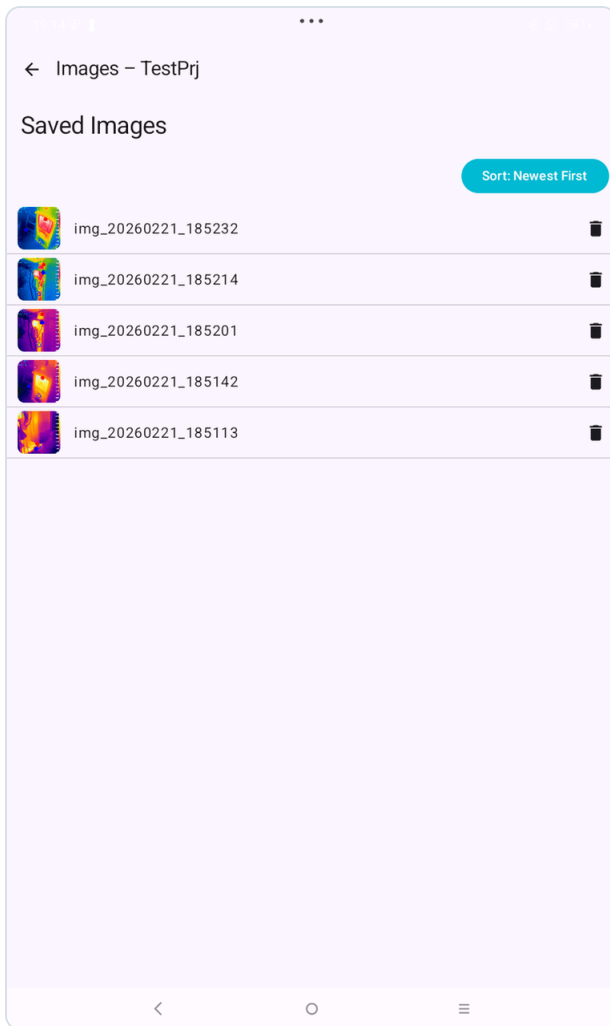 ← Images – TestPrj
Saved Images
Sort: Newest First
img_20260221_185232
img_20260221_185214
img_20260221_185201
img_20260221_185142
img_20260221_185113